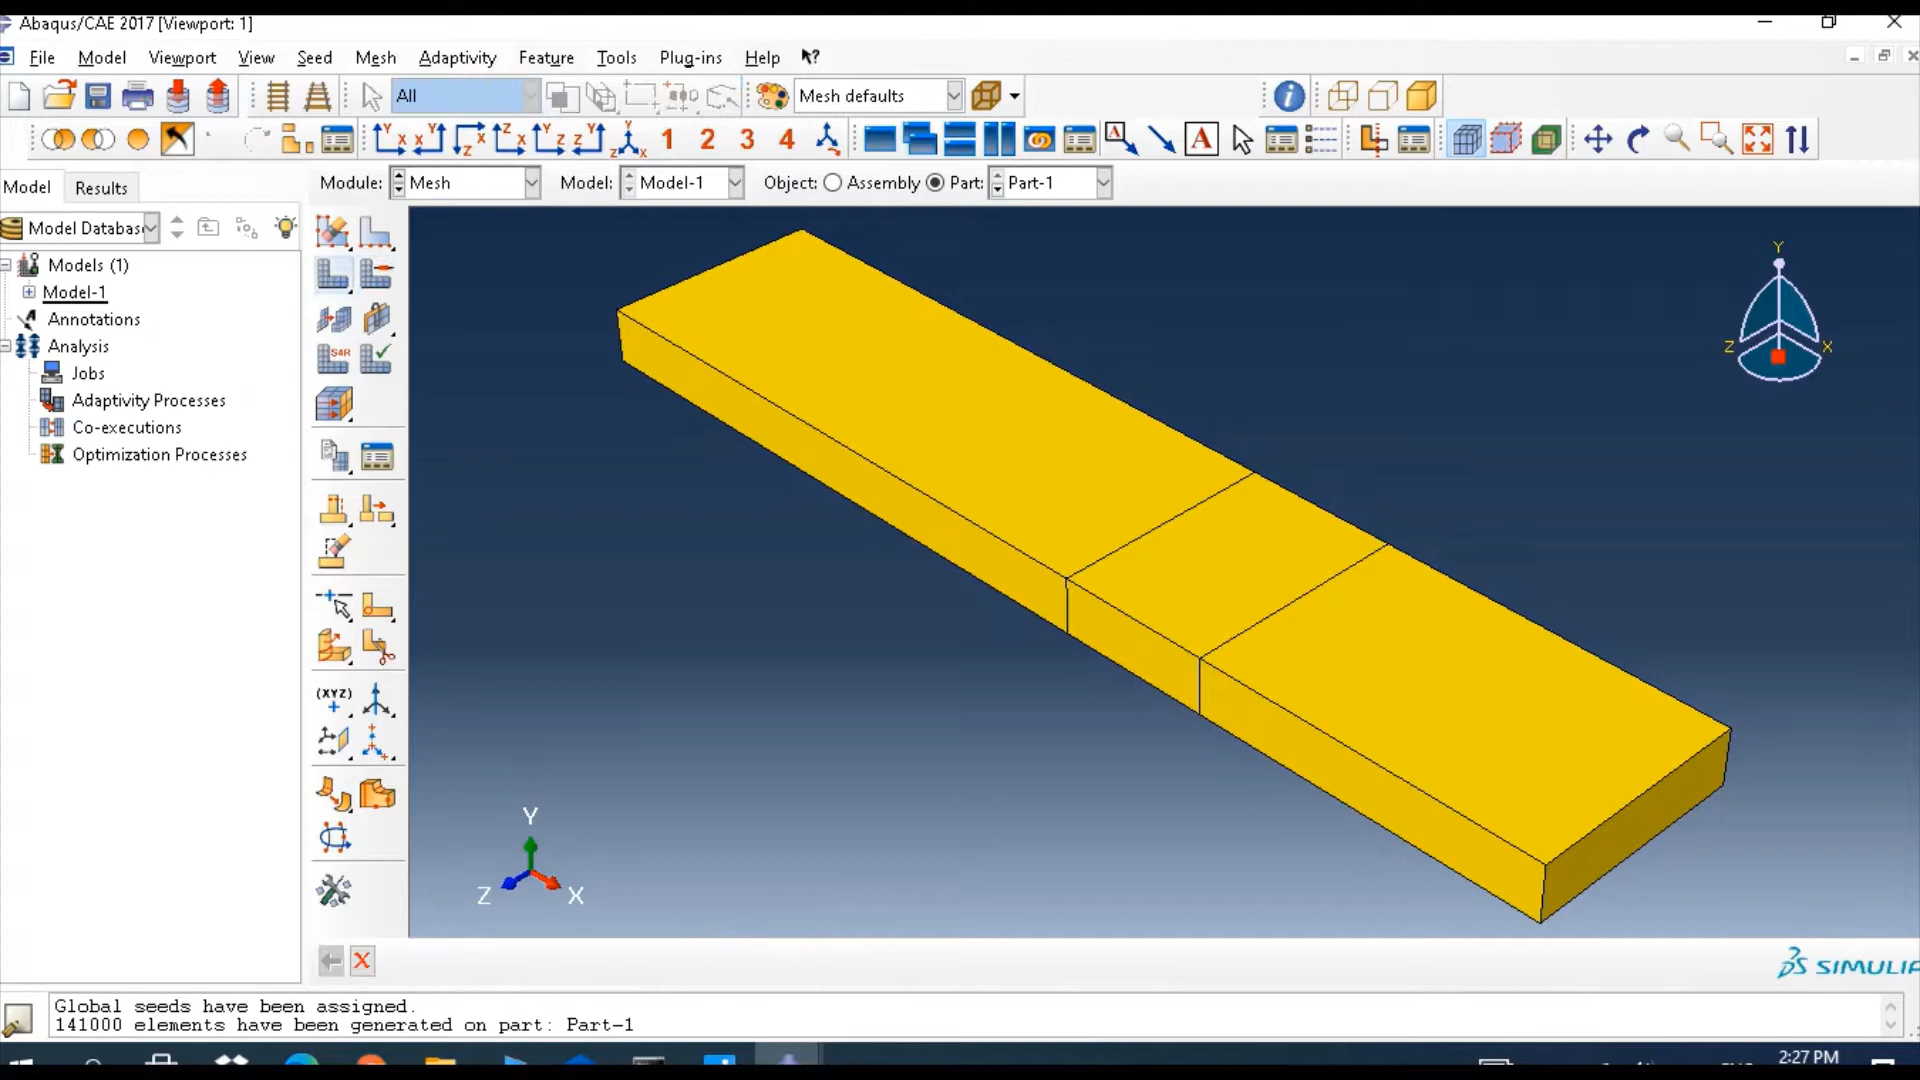 Abaqus/CAE 2017 [Viewport: 1]
File Model Viewport View Seed Mesh Adaptivity Feature Tools Plug-ins Help
All Mesh defaults
1 2 3 4
Model Results
Module: Mesh Model: Model-1 Object: Assembly Part: Part-1
Model Databas
Models (1)
Model-1
Annotations
Analysis
Jobs
Adaptivity Processes
Co-executions
Optimization Processes
S4R
(XYZ)
Y
Z X
Y
Z X
SIMULIA
Global seeds have been assigned.
141000 elements have been generated on part: Part-1
2:27 PM